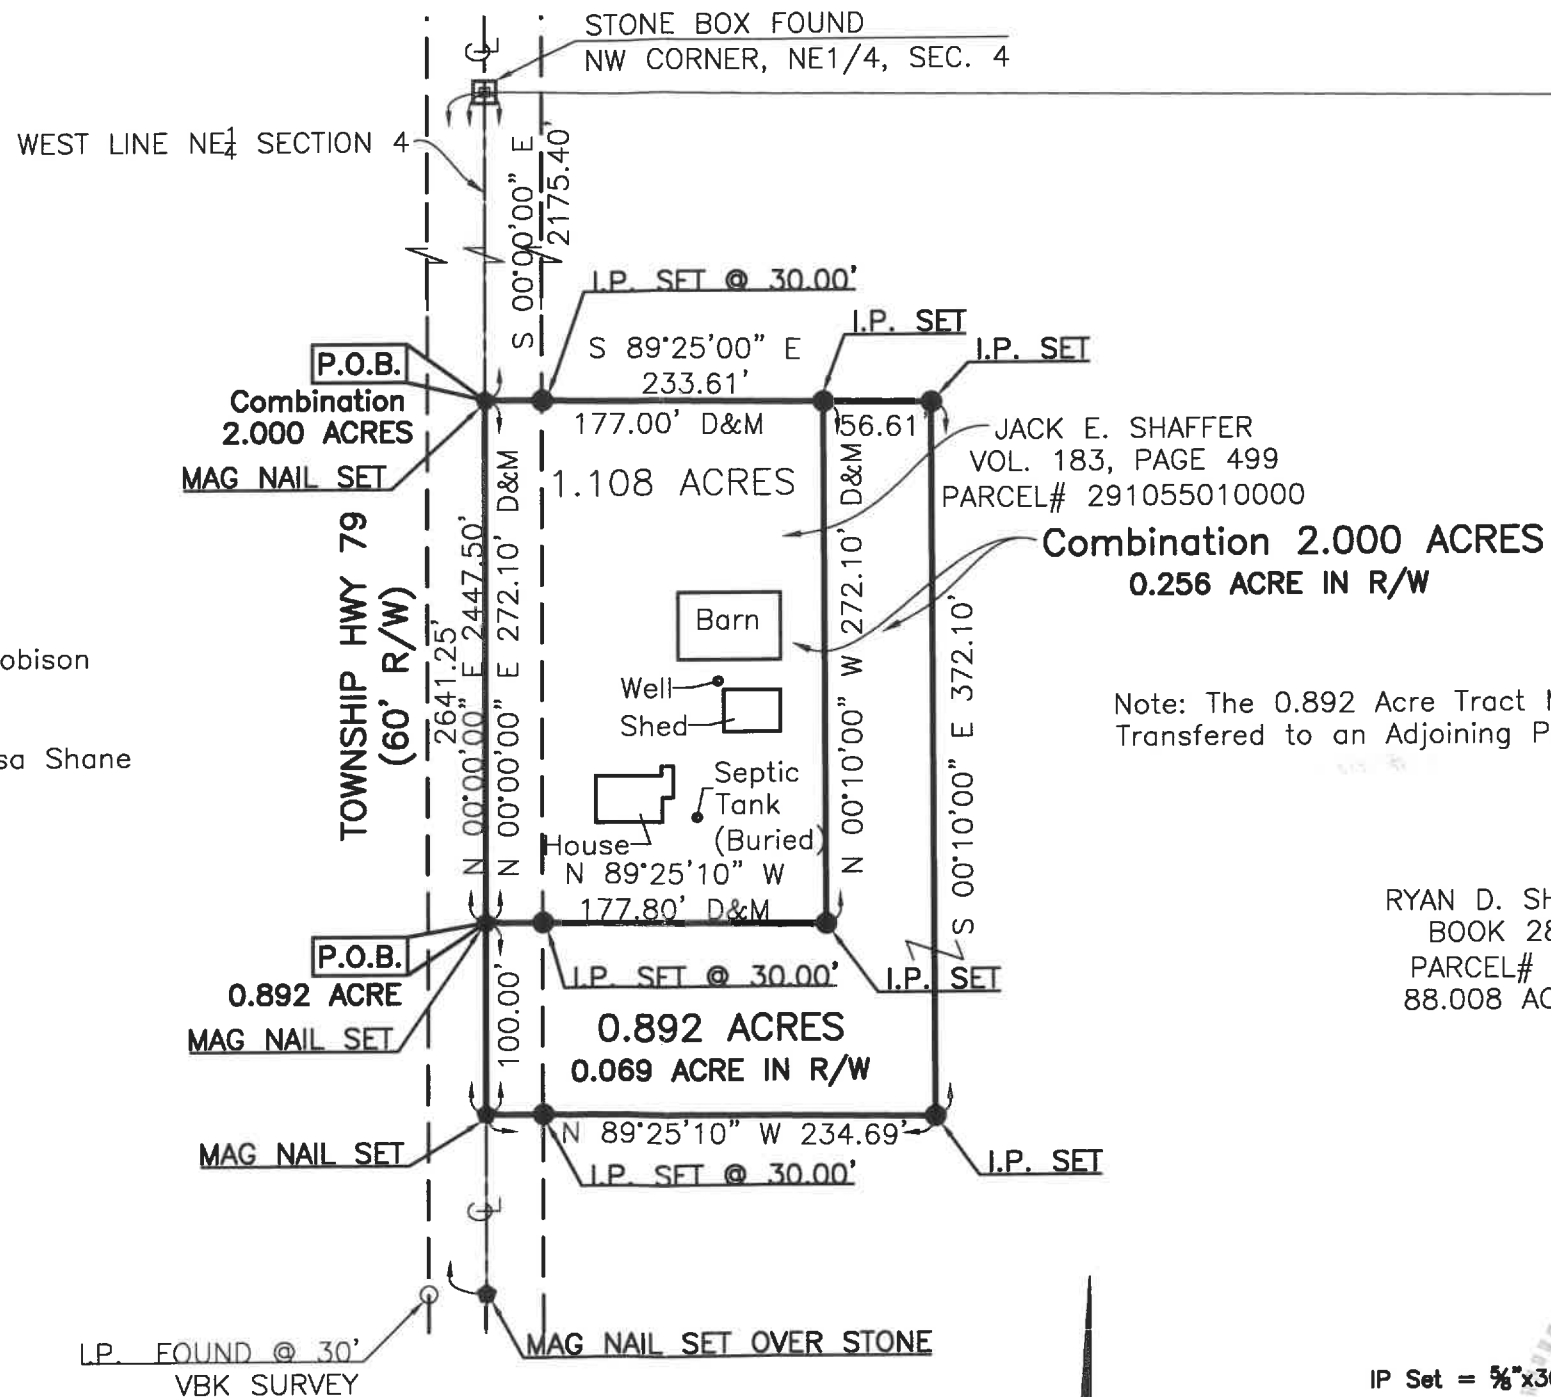 STONE BOX FOUND
NW CORNER, NE1/4, SEC. 4
WEST LINE NE1/4 SECTION 4
S 00°00'00" E
2175.40'
I.P. SET @ 30.00'
I.P. SET
I.P. SET
P.O.B.
Combination
2.000 ACRES
MAG NAIL SET
S 89°25'00" E
233.61'
177.00' D&M
56.61'
1.108 ACRES
JACK E. SHAFFER
VOL. 183, PAGE 499
PARCEL# 291055010000
Combination 2.000 ACRES
0.256 ACRE IN R/W
TOWNSHIP HWY 79
(60' R/W)
2641.25'
N 00°00'00" E 2447.50'
N 00°00'00" E 272.10' D&M
N 00°10'00" W 272.10' D&M
S 00°10'00" E 372.10'
Barn
Well
Shed
Septic
Tank
(Buried)
House
obison
sa Shane
Note: The 0.892 Acre Tract
Transfered to an Adjoining P
N 89°25'10" W
177.80' D&M
P.O.B.
0.892 ACRE
MAG NAIL SET
I.P. SET @ 30.00'
I.P. SET
100.00'
0.892 ACRES
0.069 ACRE IN R/W
RYAN D. SH
BOOK 28
PARCEL#
88.008 AC
MAG NAIL SET
N 89°25'10" W 234.69'
I.P. SET @ 30.00'
I.P. SET
I.P. FOUND @ 30'
VBK SURVEY
MAG NAIL SET OVER STONE
IP Set = 5/8"x30